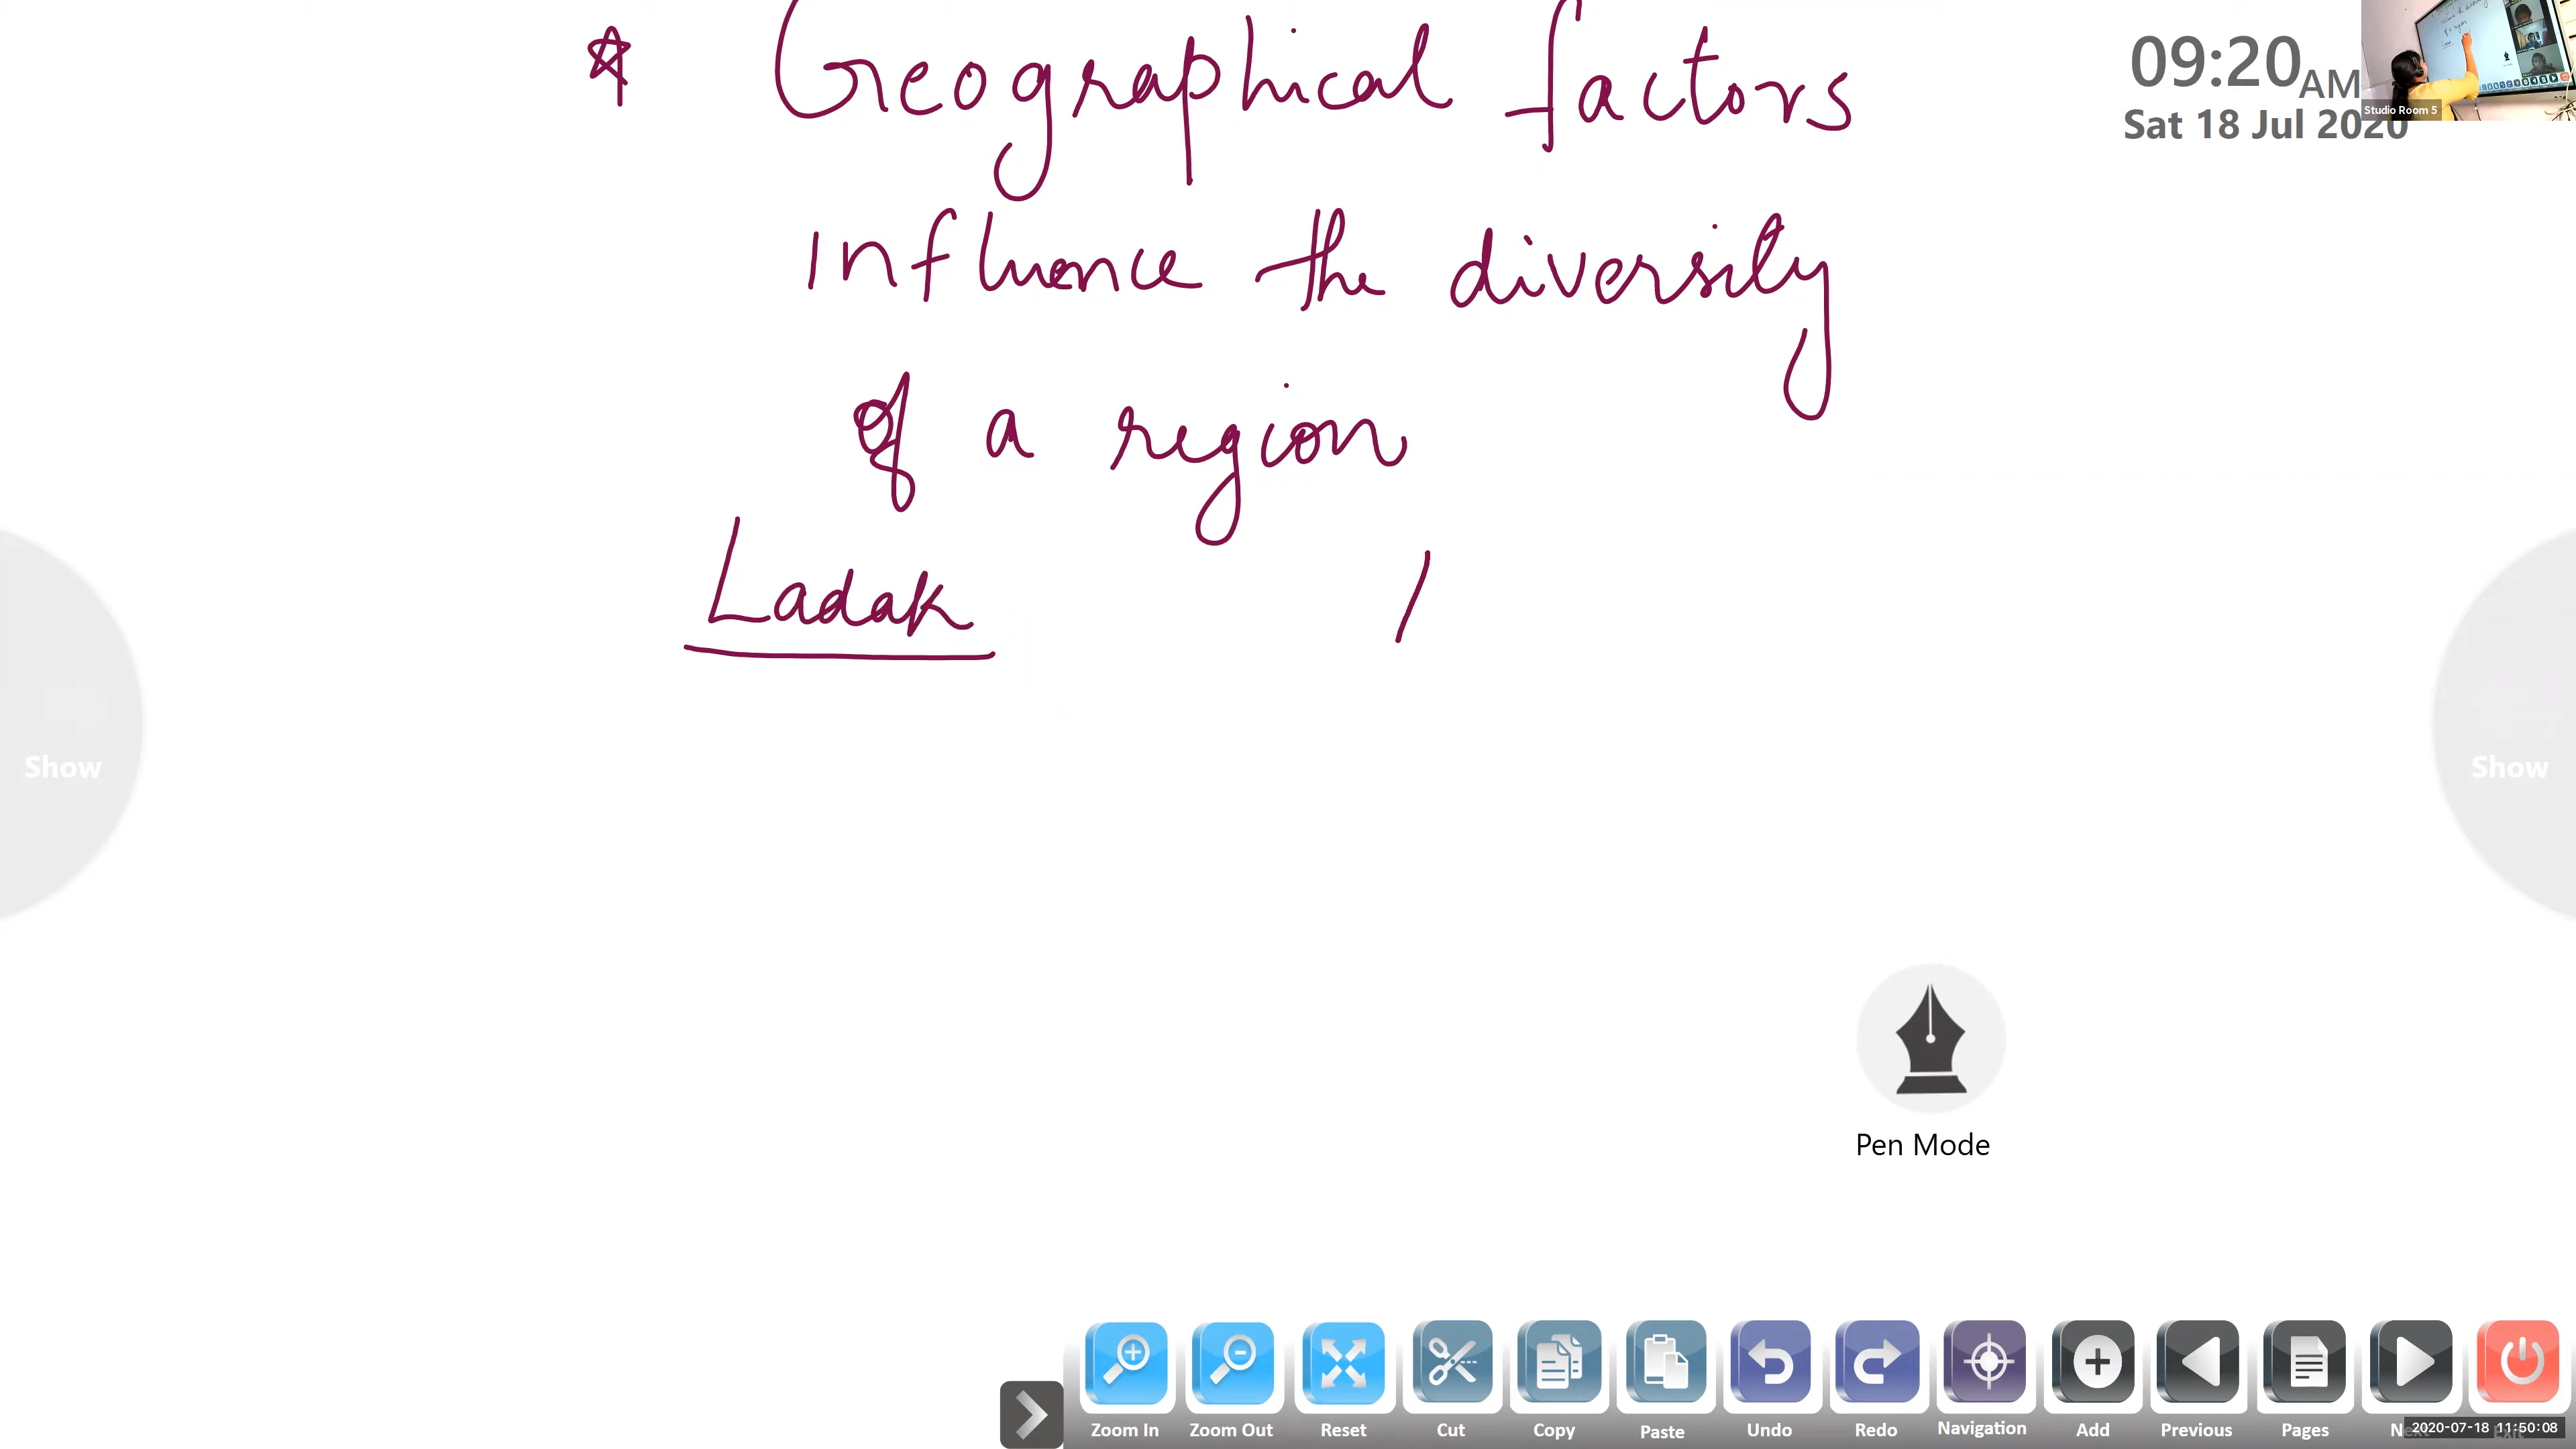 * Geographical factors
influence the diversity
of a region
Ladak
09:20 AM
Sat 18 Jul 2020
Studio Room 5
Show
Show
Pen Mode
Zoom In Zoom Out Reset Cut Copy Paste Undo Redo Navigation Add Previous Pages
2020-07-18 11:50:08